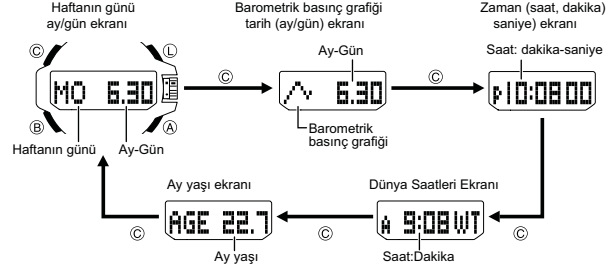 Haftanın günü
ay/gün ekranı
Barometrik basınç grafiği
tarih (ay/gün) ekranı
Zaman (saat, dakika)
saniye) ekranı
C
L
B
A
MO 6.30
Haftanın günü
Ay-Gün
C
Ay-Gün
6.30
Barometrik
basınç grafiği
C
Saat: dakika-saniye
P10:08 00
C
Dünya Saatleri Ekranı
A 9:08 WT
Saat:Dakika
C
Ay yaşı ekranı
AGE 22.7
Ay yaşı
C